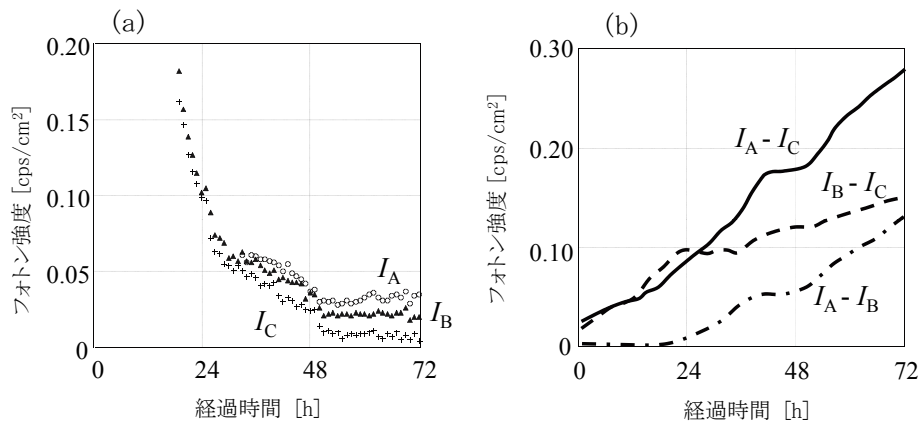 (a)
0.20
0.15
0.10
0.05
0
フォトン強度 [cps/cm²]
I_A
I_B
I_C
0 24 48 72
経過時間 [h]
(b)
0.30
0.20
0.10
0
フォトン強度 [cps/cm²]
I_A - I_C
I_B - I_C
I_A - I_B
0 24 48 72
経過時間 [h]